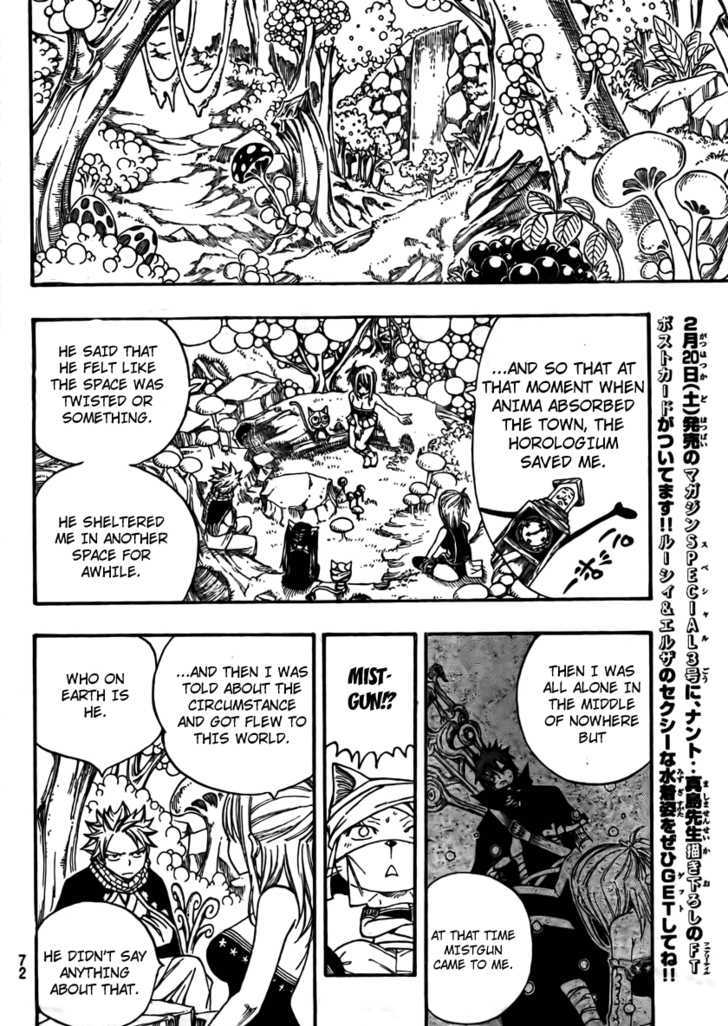 ...AND SO THAT AT
THAT MOMENT WHEN
ANIMA ABSORBED
THE TOWN, THE
HOROLOGIUM
SAVED ME.
HE SAID THAT
HE FELT LIKE
THE SPACE WAS
TWISTED OR
SOMETHING.
HE SHELTERED
ME IN ANOTHER
SPACE FOR
AWHILE.
THEN I WAS
ALL ALONE IN
THE MIDDLE
OF NOWHERE
BUT
AT THAT TIME
MISTGUN
CAME TO ME.
MIST-
GUN!?
...AND THEN I WAS
TOLD ABOUT THE
CIRCUMSTANCE
AND GOT FLEW TO
THIS WORLD.
WHO ON
EARTH IS
HE.
HE DIDN'T SAY
ANYTHING
ABOUT THAT.
2月20日(土)発売のマガジンSPECIAL3号に、ナント・真島先生描き下ろしのFT
ポストカードがついてます!!ルーシィ&エルザのセクシーな水着姿をぜひGETしてね!!
72